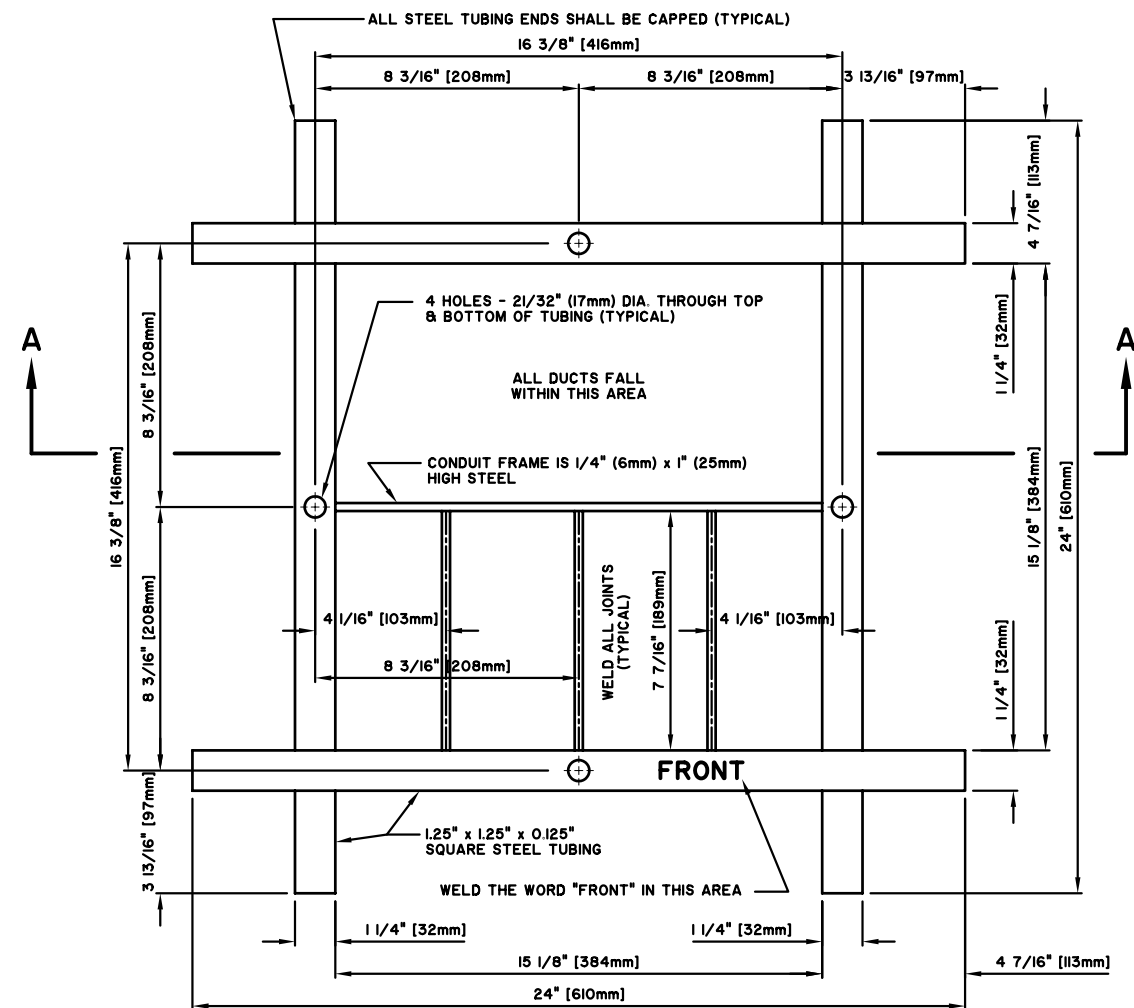 ALL STEEL TUBING ENDS SHALL BE CAPPED (TYPICAL)
16 3/8" [416mm]
8 3/16" [208mm]
8 3/16" [208mm]
3 13/16" [97mm]
4 7/16" [113mm]
1 1/4" [32mm]
4 HOLES - 21/32" (17mm) DIA. THROUGH TOP
& BOTTOM OF TUBING (TYPICAL)
A
A
8 3/16" [208mm]
ALL DUCTS FALL
WITHIN THIS AREA
CONDUIT FRAME IS 1/4" (6mm) x 1" (25mm)
HIGH STEEL
16 3/8" [416mm]
15 1/8" [384mm]
24" [610mm]
8 3/16" [208mm]
4 1/16" [103mm]
WELD ALL JOINTS
(TYPICAL)
7 7/16" [189mm]
4 1/16" [103mm]
8 3/16" [208mm]
1 1/4" [32mm]
FRONT
3 13/16" [97mm]
1.25" x 1.25" x 0.125"
SQUARE STEEL TUBING
WELD THE WORD "FRONT" IN THIS AREA
1 1/4" [32mm]
1 1/4" [32mm]
15 1/8" [384mm]
4 7/16" [113mm]
24" [610mm]